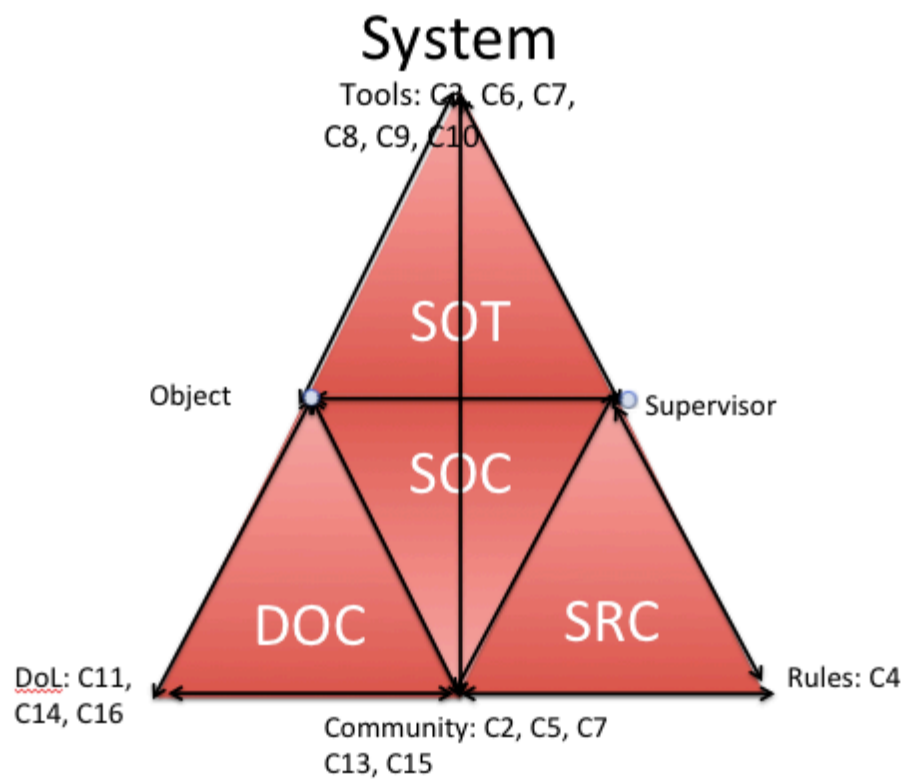 System
Tools: C3, C6, C7,
C8, C9, C10
SOT
Object
Supervisor
SOC
DOC
SRC
DoL: C11,
C14, C16
Rules: C4
Community: C2, C5, C7
C13, C15